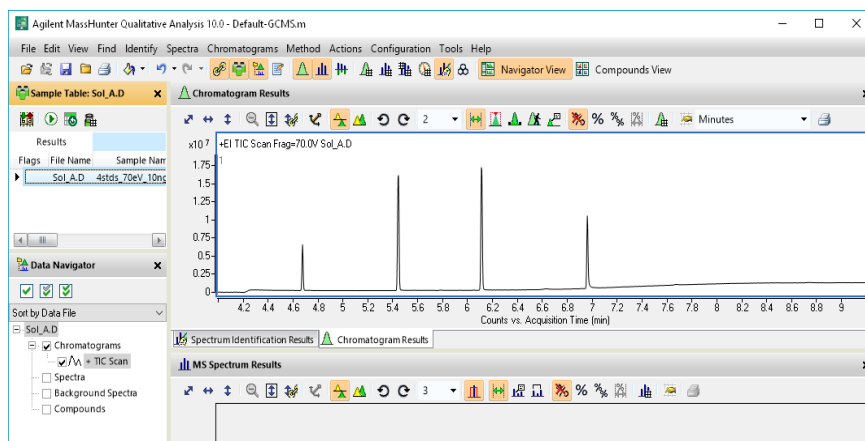 Agilent MassHunter Qualitative Analysis 10.0 - Default-GCMS.m
File Edit View Find Identify Spectra Chromatograms Method Actions Configuration Tools Help
Navigator View Compounds View
Sample Table: Sol_A.D
Results
Flags File Name Sample Nam
Sol_A.D 4stds_70eV_10ng
Data Navigator
Sort by Data File
Sol_A.D
Chromatograms
+ TIC Scan
Spectra
Background Spectra
Compounds
Chromatogram Results
2 Minutes
x10 7 +EI TIC Scan Frag=70.0V Sol_A.D
1
1.75
1.5
1.25
1
0.75
0.5
0.25
0
4.2 4.4 4.6 4.8 5 5.2 5.4 5.6 5.8 6 6.2 6.4 6.6 6.8 7 7.2 7.4 7.6 7.8 8 8.2 8.4 8.6 8.8 9
Counts vs. Acquisition Time (min)
Spectrum Identification Results Chromatogram Results
MS Spectrum Results
3